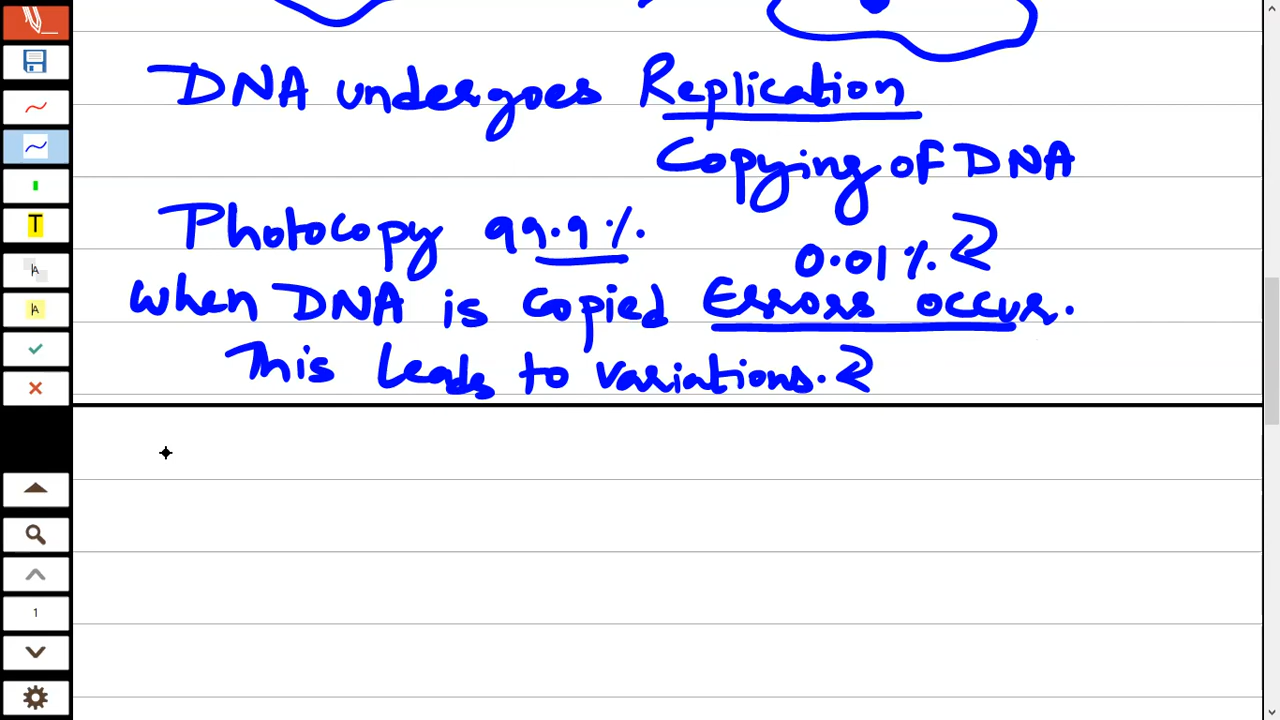 DNA undergoes Replication
Copying of DNA
Photocopy 99.9%.
0.01%
when DNA is copied Errors occur.
This leads to variations.
T
A
A
1